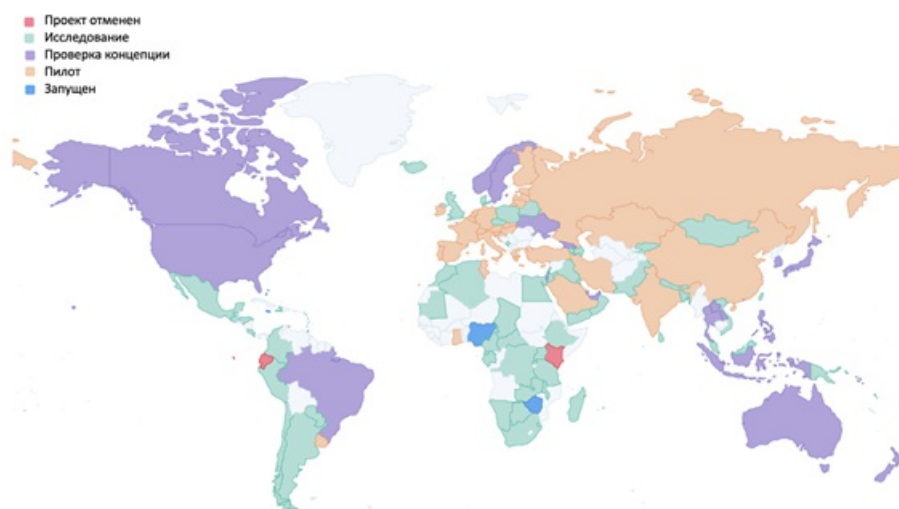 Проект отменен
Исследование
Проверка концепции
Пилот
Запущен